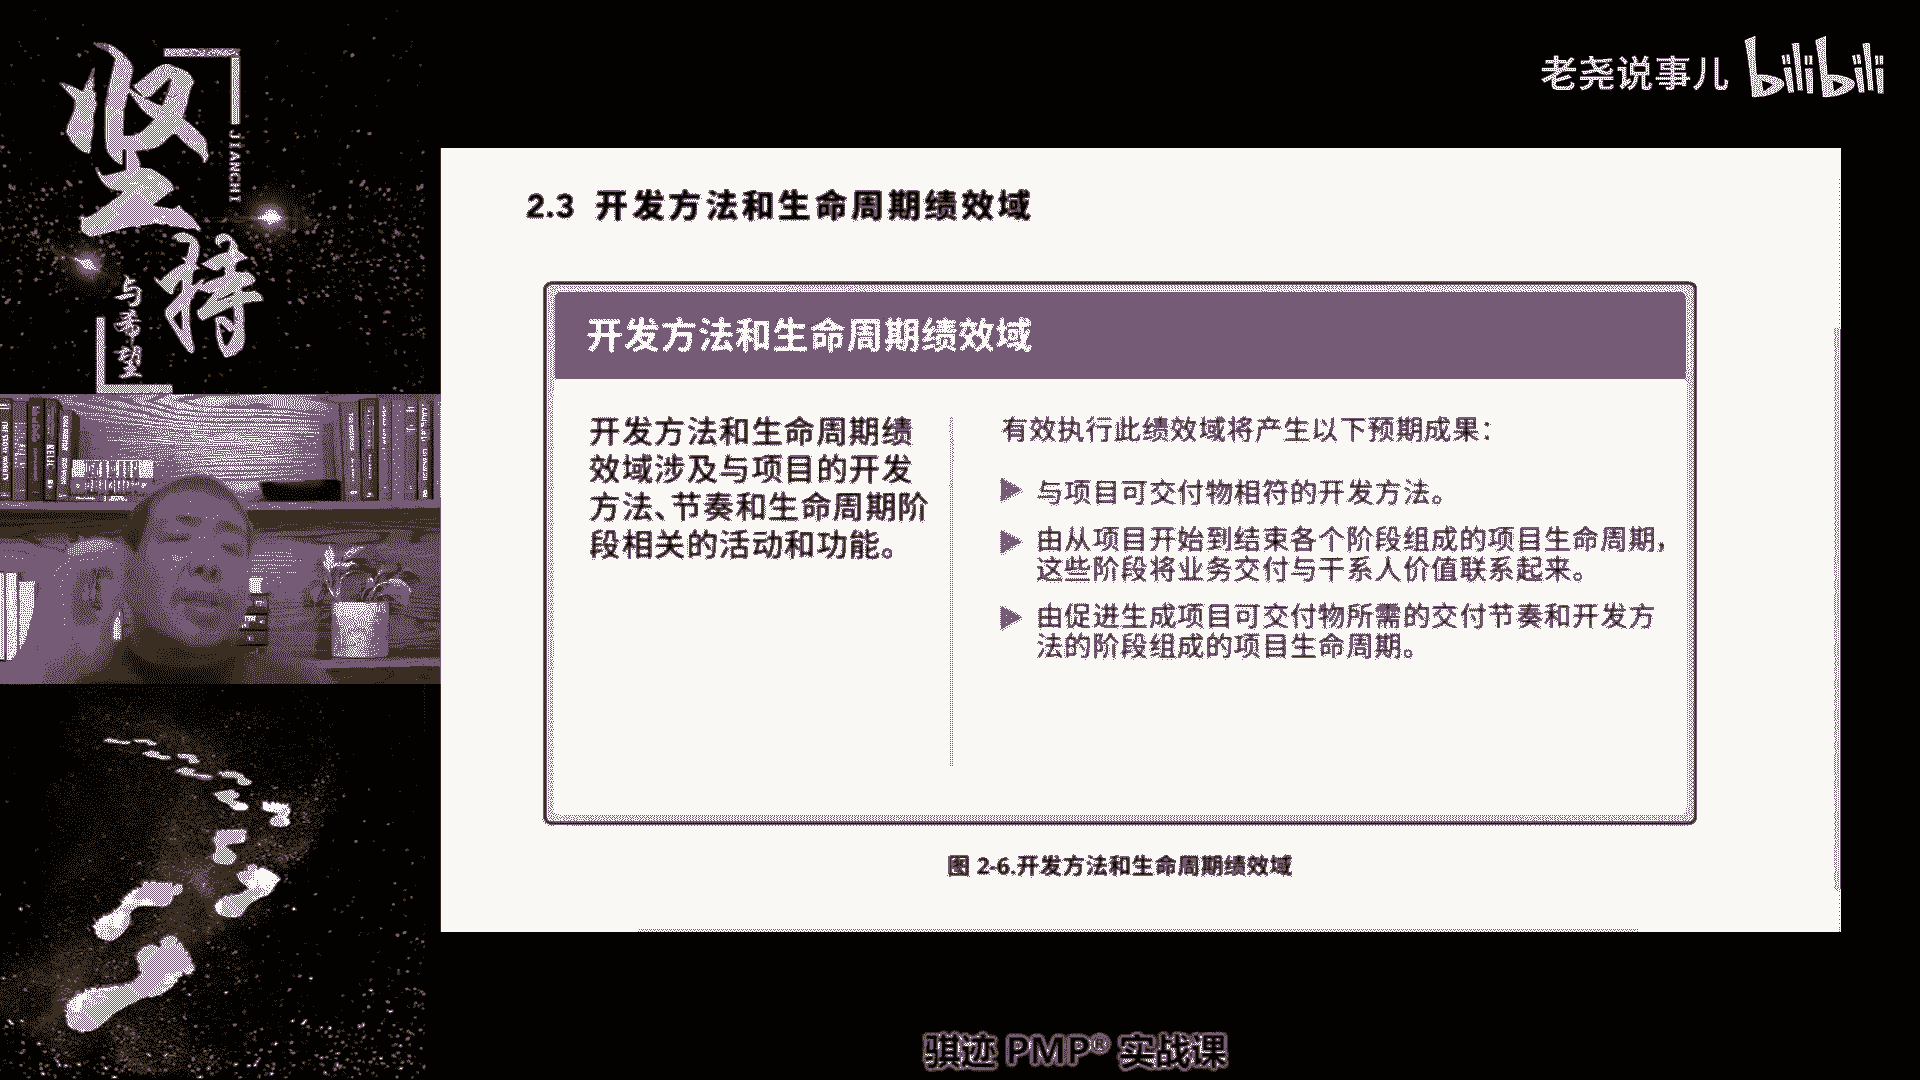 坚
持
JIANCHI
与希望
老尧说事儿 bilibili
2.3 开发方法和生命周期绩效域
开发方法和生命周期绩效域
开发方法和生命周期绩
效域涉及与项目的开发
方法、节奏和生命周期阶
段相关的活动和功能。
有效执行此绩效域将产生以下预期成果：
▶ 与项目可交付物相符的开发方法。
▶ 由从项目开始到结束各个阶段组成的项目生命周期，
这些阶段将业务交付与干系人价值联系起来。
▶ 由促进生成项目可交付物所需的交付节奏和开发方
法的阶段组成的项目生命周期。
图 2-6.开发方法和生命周期绩效域
骐迹 PMP® 实战课